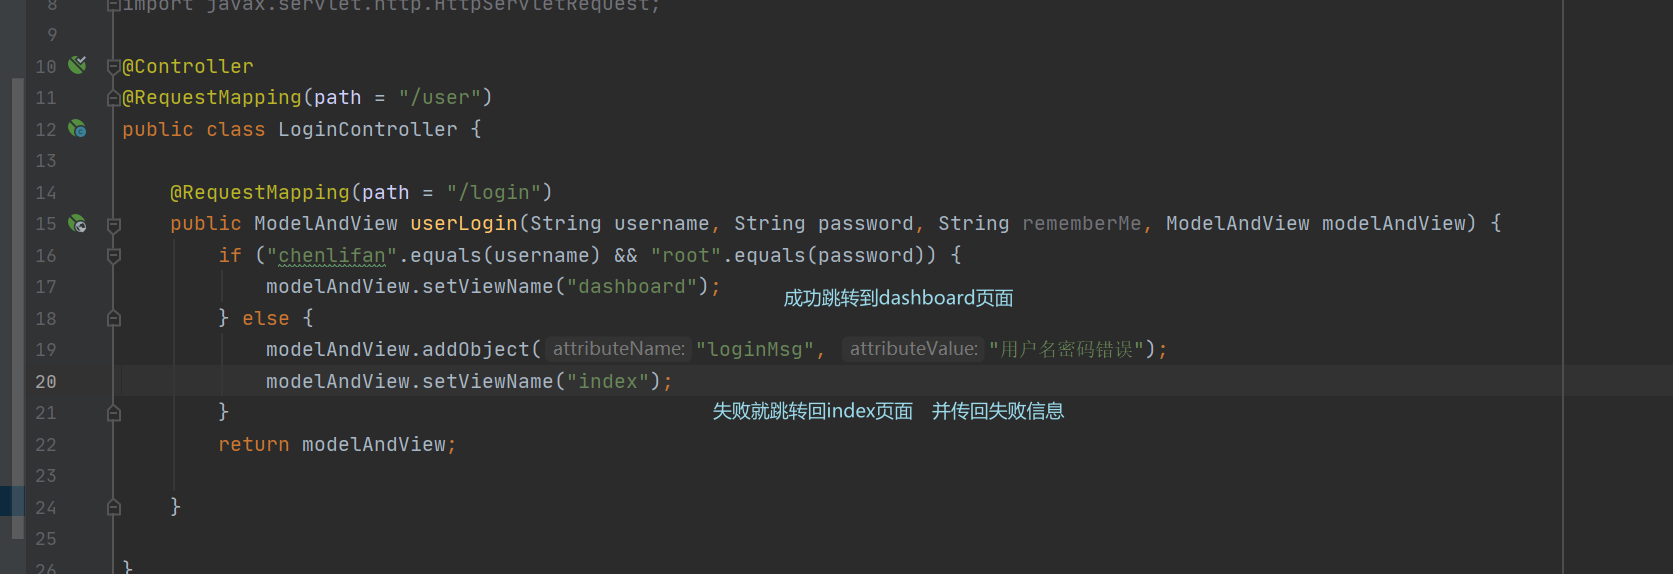 8 import javax.servlet.http.HttpServletRequest;
9
10 @Controller
11 @RequestMapping(path = "/user")
12 public class LoginController {
13
14 @RequestMapping(path = "/login")
15 public ModelAndView userLogin(String username, String password, String rememberMe, ModelAndView modelAndView) {
16 if ("chenlifan".equals(username) && "root".equals(password)) {
17 modelAndView.setViewName("dashboard");
成功跳转到dashboard页面
18 } else {
19 modelAndView.addObject( attributeName: "loginMsg", attributeValue: "用户名密码错误");
20 modelAndView.setViewName("index");
21 }
失败就跳转回index页面 并传回失败信息
22 return modelAndView;
23
24 }
25
26 }